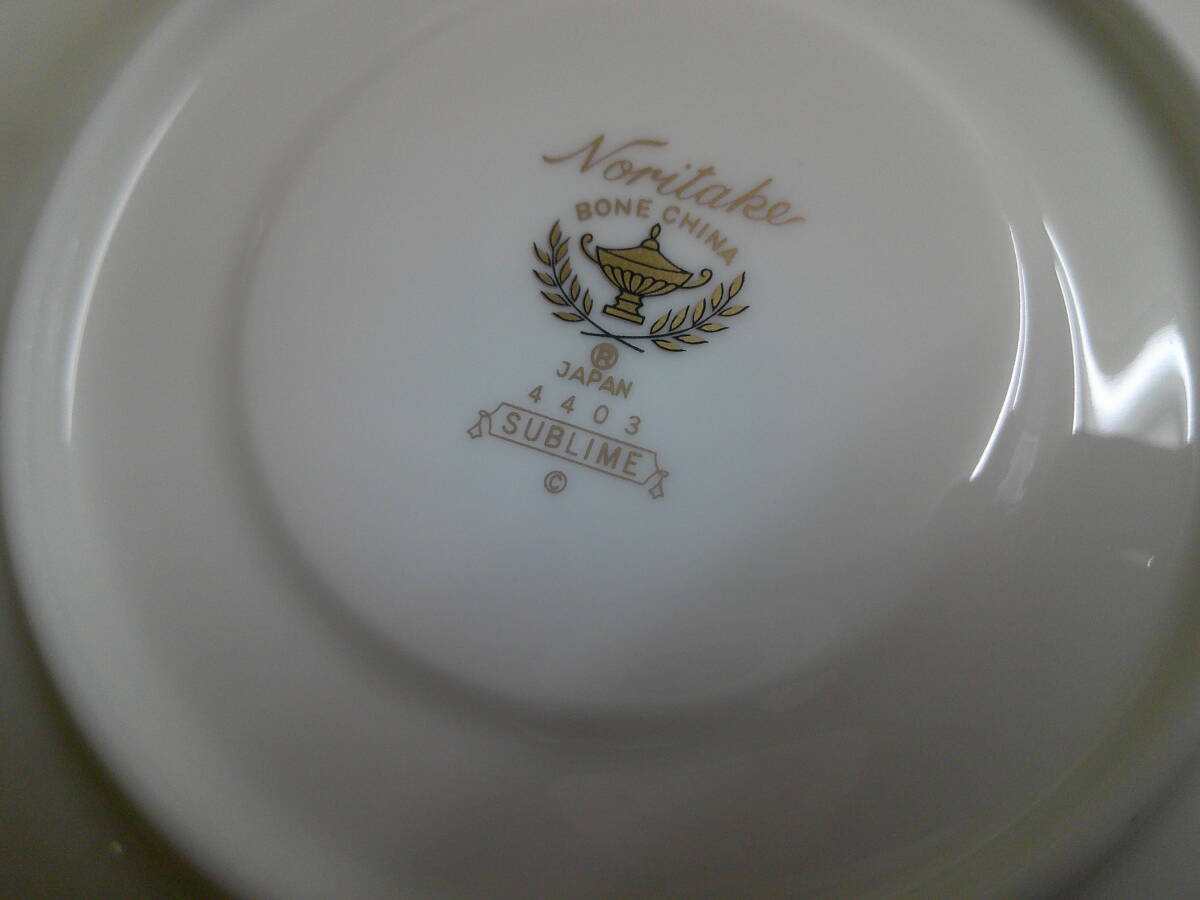 Noritake
BONE CHINA
®
JAPAN
4403
SUBLIME
©